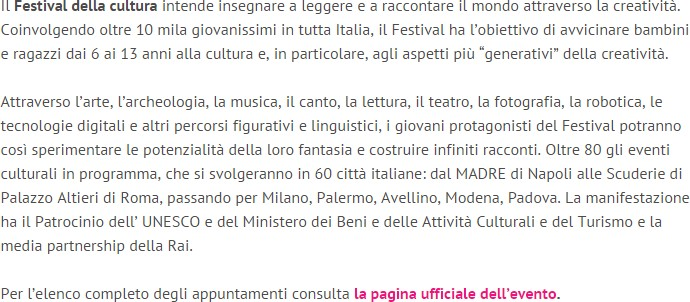 Il Festival della cultura intende insegnare a leggere e a raccontare il mondo attraverso la creatività.
Coinvolgendo oltre 10 mila giovanissimi in tutta Italia, il Festival ha l’obiettivo di avvicinare bambini
e ragazzi dai 6 ai 13 anni alla cultura e, in particolare, agli aspetti più “generativi” della creatività.
Attraverso l’arte, l’archeologia, la musica, il canto, la lettura, il teatro, la fotografia, la robotica, le
tecnologie digitali e altri percorsi figurativi e linguistici, i giovani protagonisti del Festival potranno
così sperimentare le potenzialità della loro fantasia e costruire infiniti racconti. Oltre 80 gli eventi
culturali in programma, che si svolgeranno in 60 città italiane: dal MADRE di Napoli alle Scuderie di
Palazzo Altieri di Roma, passando per Milano, Palermo, Avellino, Modena, Padova. La manifestazione
ha il Patrocinio dell’ UNESCO e del Ministero dei Beni e delle Attività Culturali e del Turismo e la
media partnership della Rai.
Per l’elenco completo degli appuntamenti consulta la pagina ufficiale dell’evento.